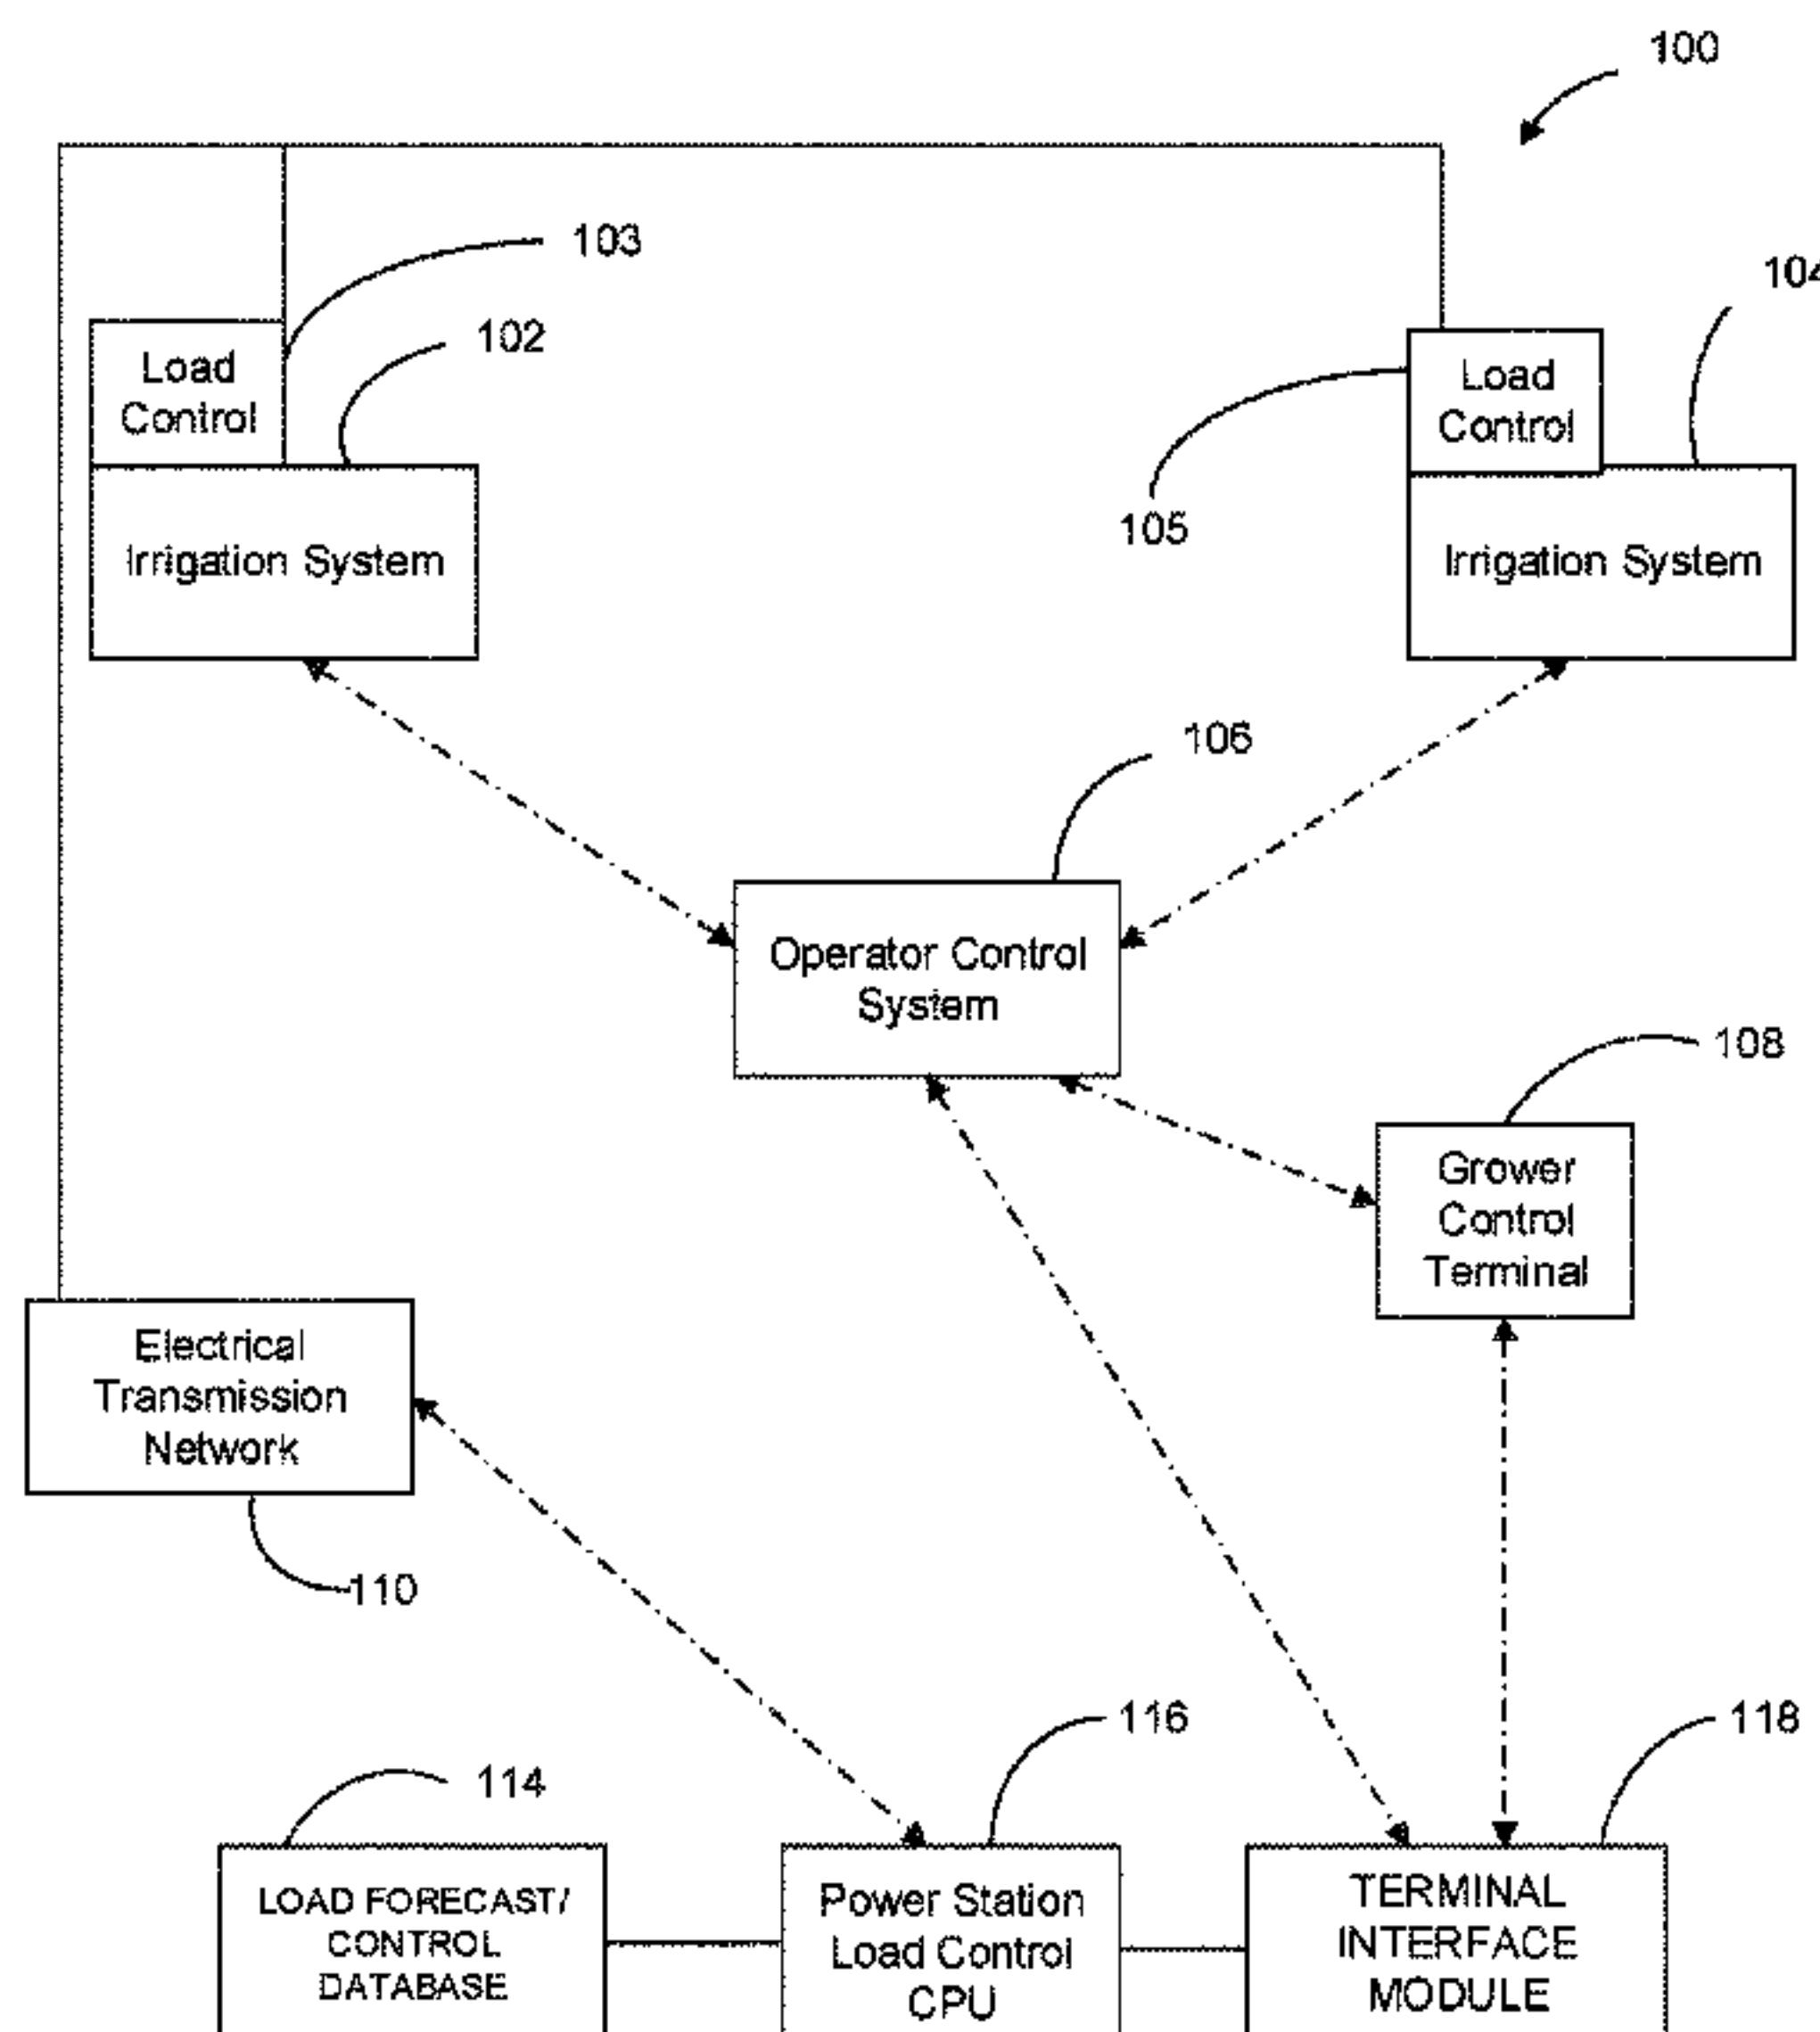 100
103
104
102
Load
Control
Load
Control
105
Irrigation System
Irrigation System
106
Operator Control
System
108
Grower
Control
Terminal
Electrical
Transmission
Network
110
116
118
114
LOAD FORECAST/
CONTROL
DATABASE
Power Station
Load Control
CPU
TERMINAL
INTERFACE
MODULE